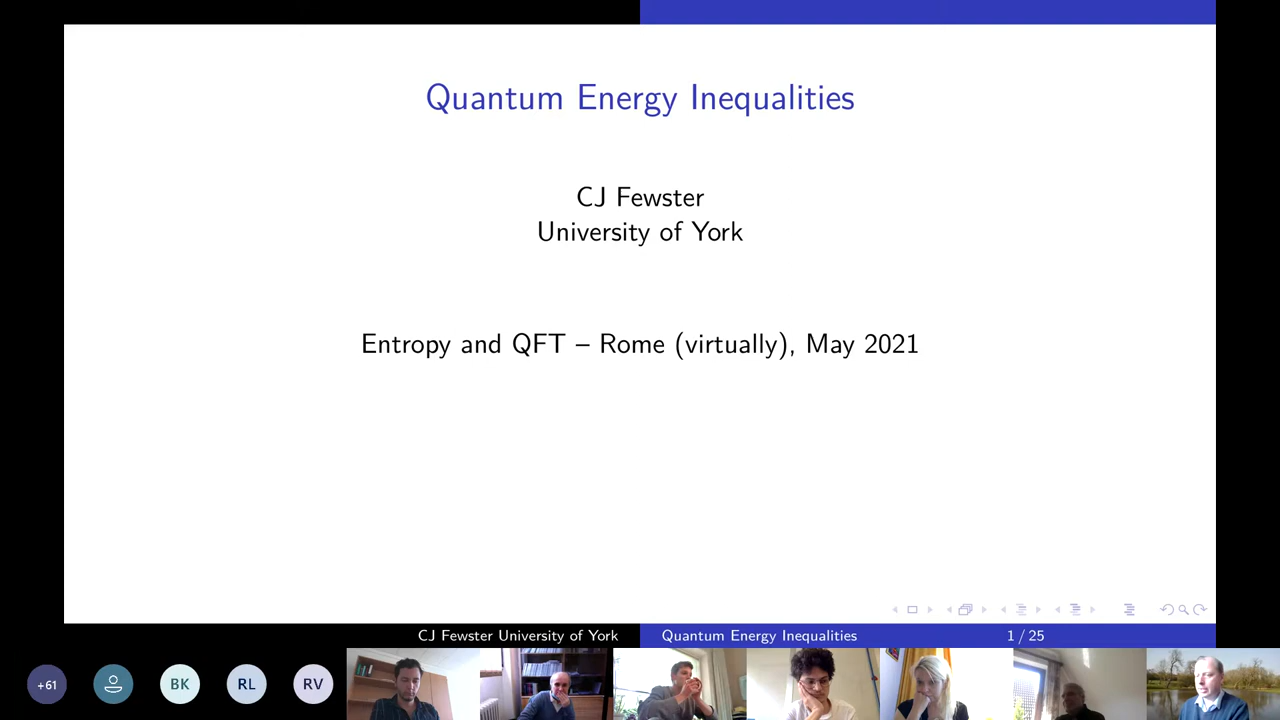 Quantum Energy Inequalities
CJ Fewster
University of York
Entropy and QFT – Rome (virtually), May 2021
CJ Fewster University of York
Quantum Energy Inequalities
1 / 25
+61
BK
RL
RV